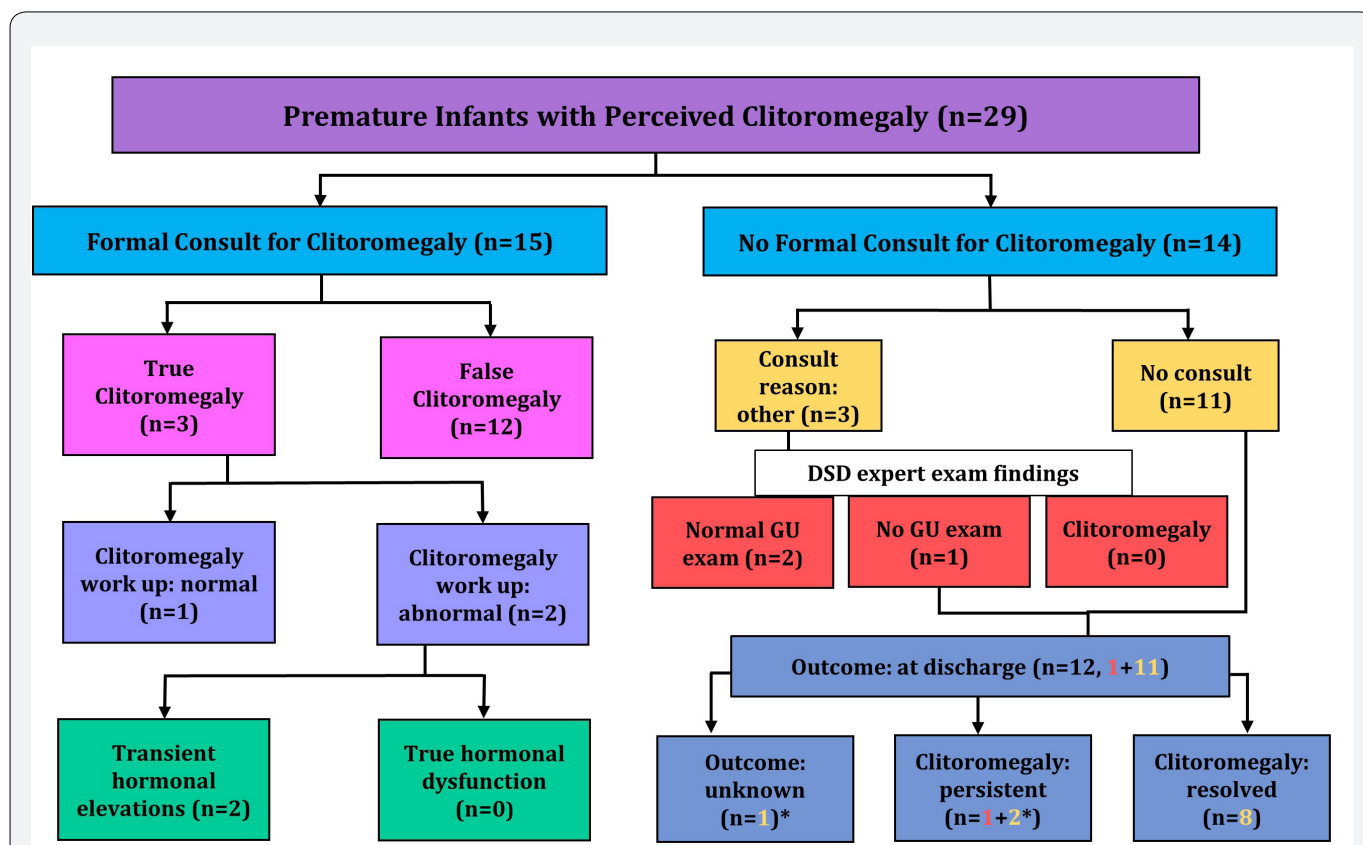 Premature Infants with Perceived Clitoromegaly (n=29)
Formal Consult for Clitoromegaly (n=15)
No Formal Consult for Clitoromegaly (n=14)
True
Clitoromegaly
(n=3)
False
Clitoromegaly
(n=12)
Consult
reason:
other (n=3)
No consult
(n=11)
DSD expert exam findings
Normal GU
exam (n=2)
No GU exam
(n=1)
Clitoromegaly
(n=0)
Clitoromegaly
work up: normal
(n=1)
Clitoromegaly
work up:
abnormal (n=2)
Outcome: at discharge (n=12, 1+11)
Transient
hormonal
elevations (n=2)
True hormonal
dysfunction
(n=0)
Outcome:
unknown
(n=1)*
Clitoromegaly:
persistent
(n=1+2*)
Clitoromegaly:
resolved
(n=8)